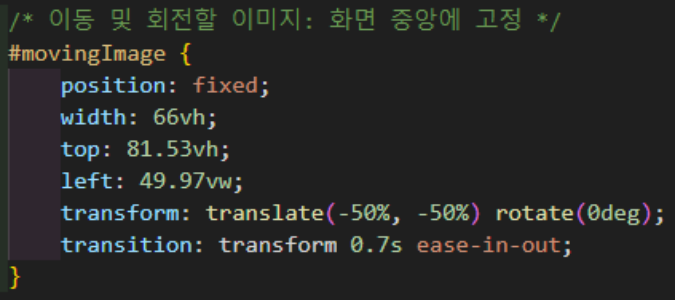 /* 이동 및 회전할 이미지: 화면 중앙에 고정 */
#movingImage {
    position: fixed;
    width: 66vh;
    top: 81.53vh;
    left: 49.97vw;
    transform: translate(-50%, -50%) rotate(0deg);
    transition: transform 0.7s ease-in-out;
}